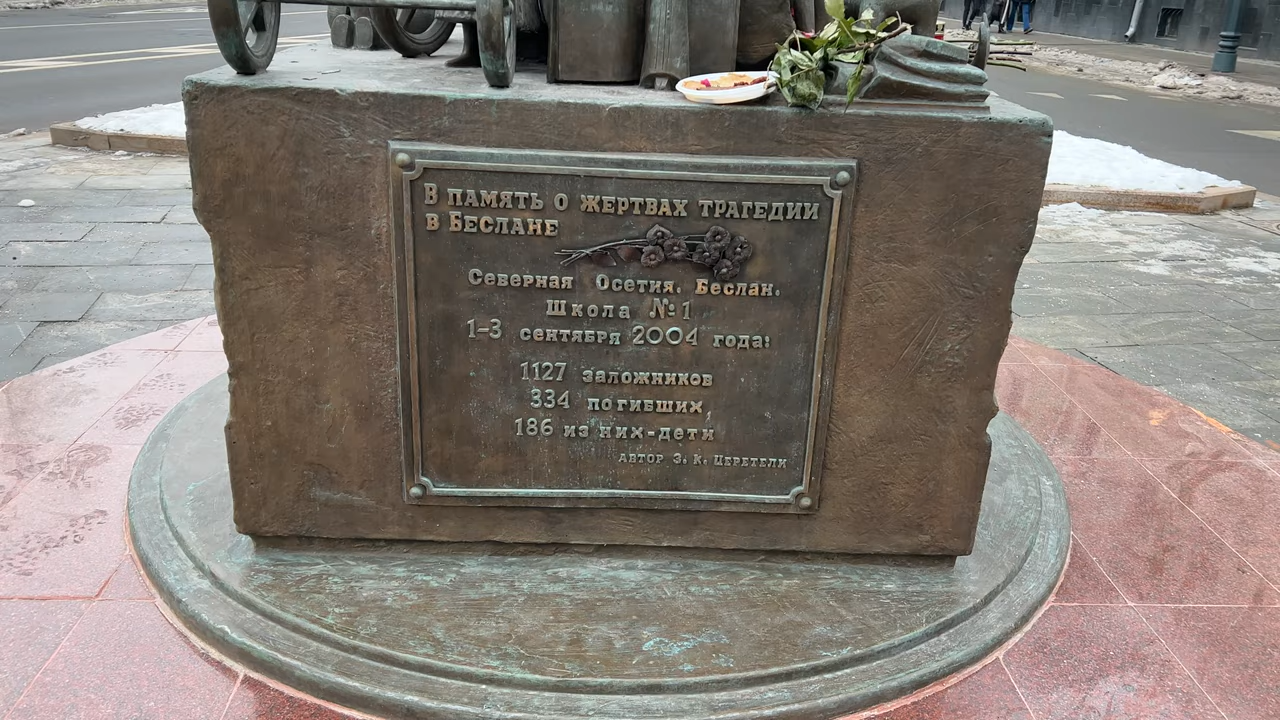 В ПАМЯТЬ О ЖЕРТВАХ ТРАГЕДИИ
В БЕСЛАНЕ
Северная Осетия. Беслан.
Школа №1
1-3 сентября 2004 года:
1127 заложников
334 погибших,
186 из них-дети
АВТОР З. К. ЦЕРЕТЕЛИ